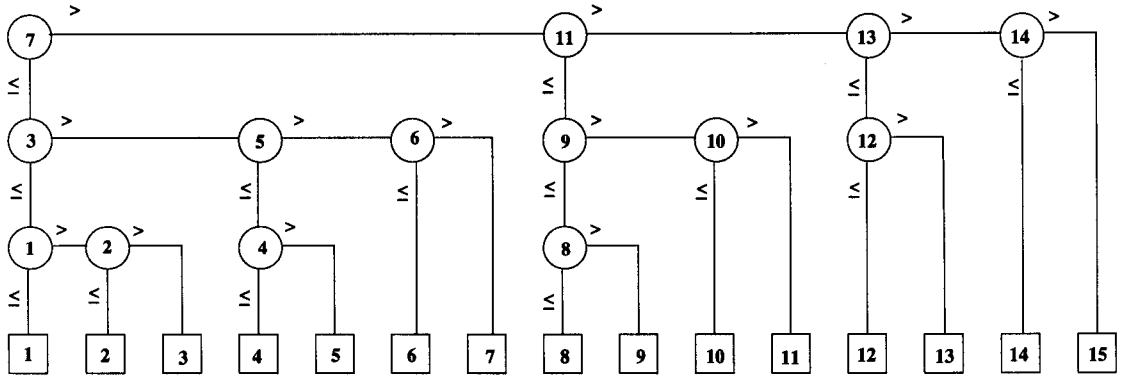 > > > >
7 11 13 14
≤ ≤ ≤ ≤
> > > > > >
3 5 6 9 10 12
≤ ≤ ≤ ≤ ≤ ≤
> > > >
1 2 4 8
≤ ≤ ≤ ≤
1 2 3 4 5 6 7 8 9 10 11 12 13 14 15